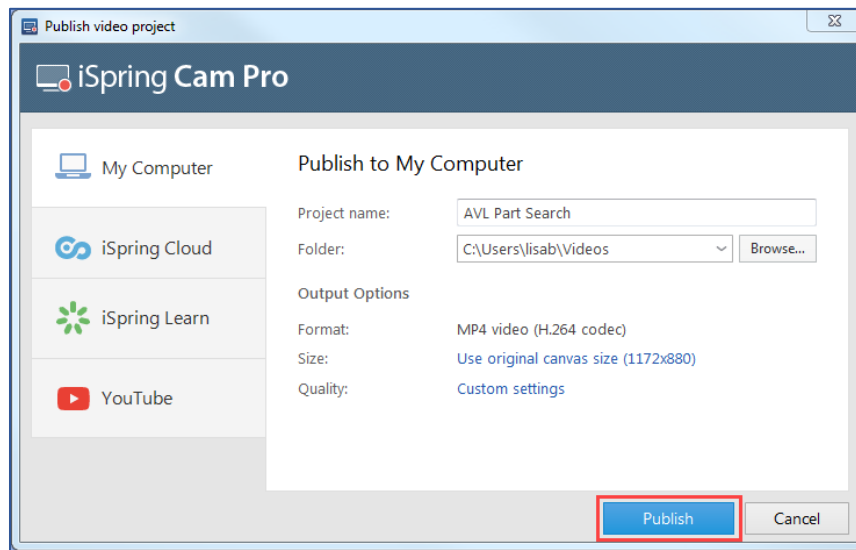 Publish video project
iSpring Cam Pro
My Computer
iSpring Cloud
iSpring Learn
YouTube
Publish to My Computer
Project name: AVL Part Search
Folder: C:\Users\lisab\Videos Browse...
Output Options
Format: MP4 video (H.264 codec)
Size: Use original canvas size (1172x880)
Quality: Custom settings
Publish Cancel